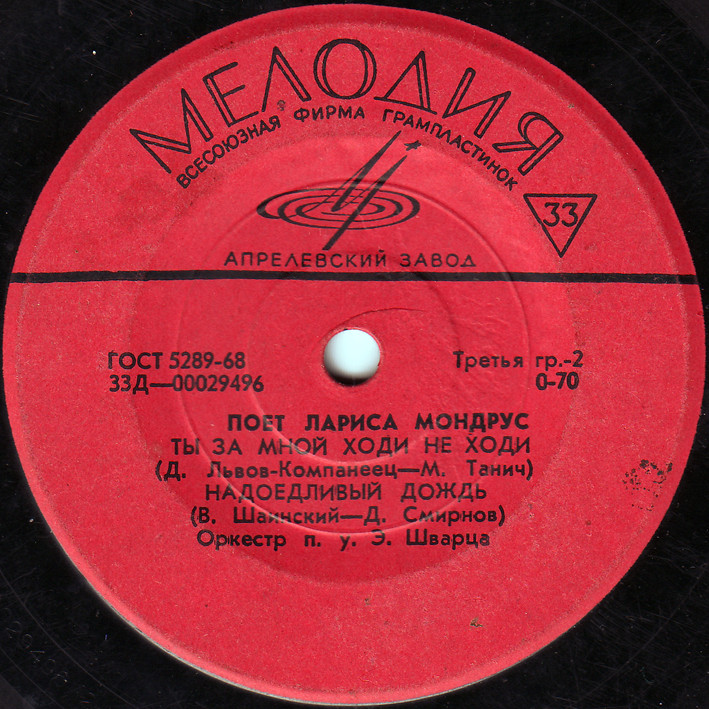 МЕЛОДИЯ
ВСЕСОЮЗНАЯ ФИРМА ГРАМПЛАСТИНОК
33
АПРЕЛЕВСКИЙ ЗАВОД
ГОСТ 5289-68
Третья гр.-2
33Д—00029496
0-70
ПОЕТ ЛАРИСА МОНДРУС
ТЫ ЗА МНОЙ ХОДИ НЕ ХОДИ
(Д. Львов-Компанеец—М. Танич)
НАДОЕДЛИВЫЙ ДОЖДЬ
(В. Шаинский—Д. Смирнов)
Оркестр п. у. Э. Шварца